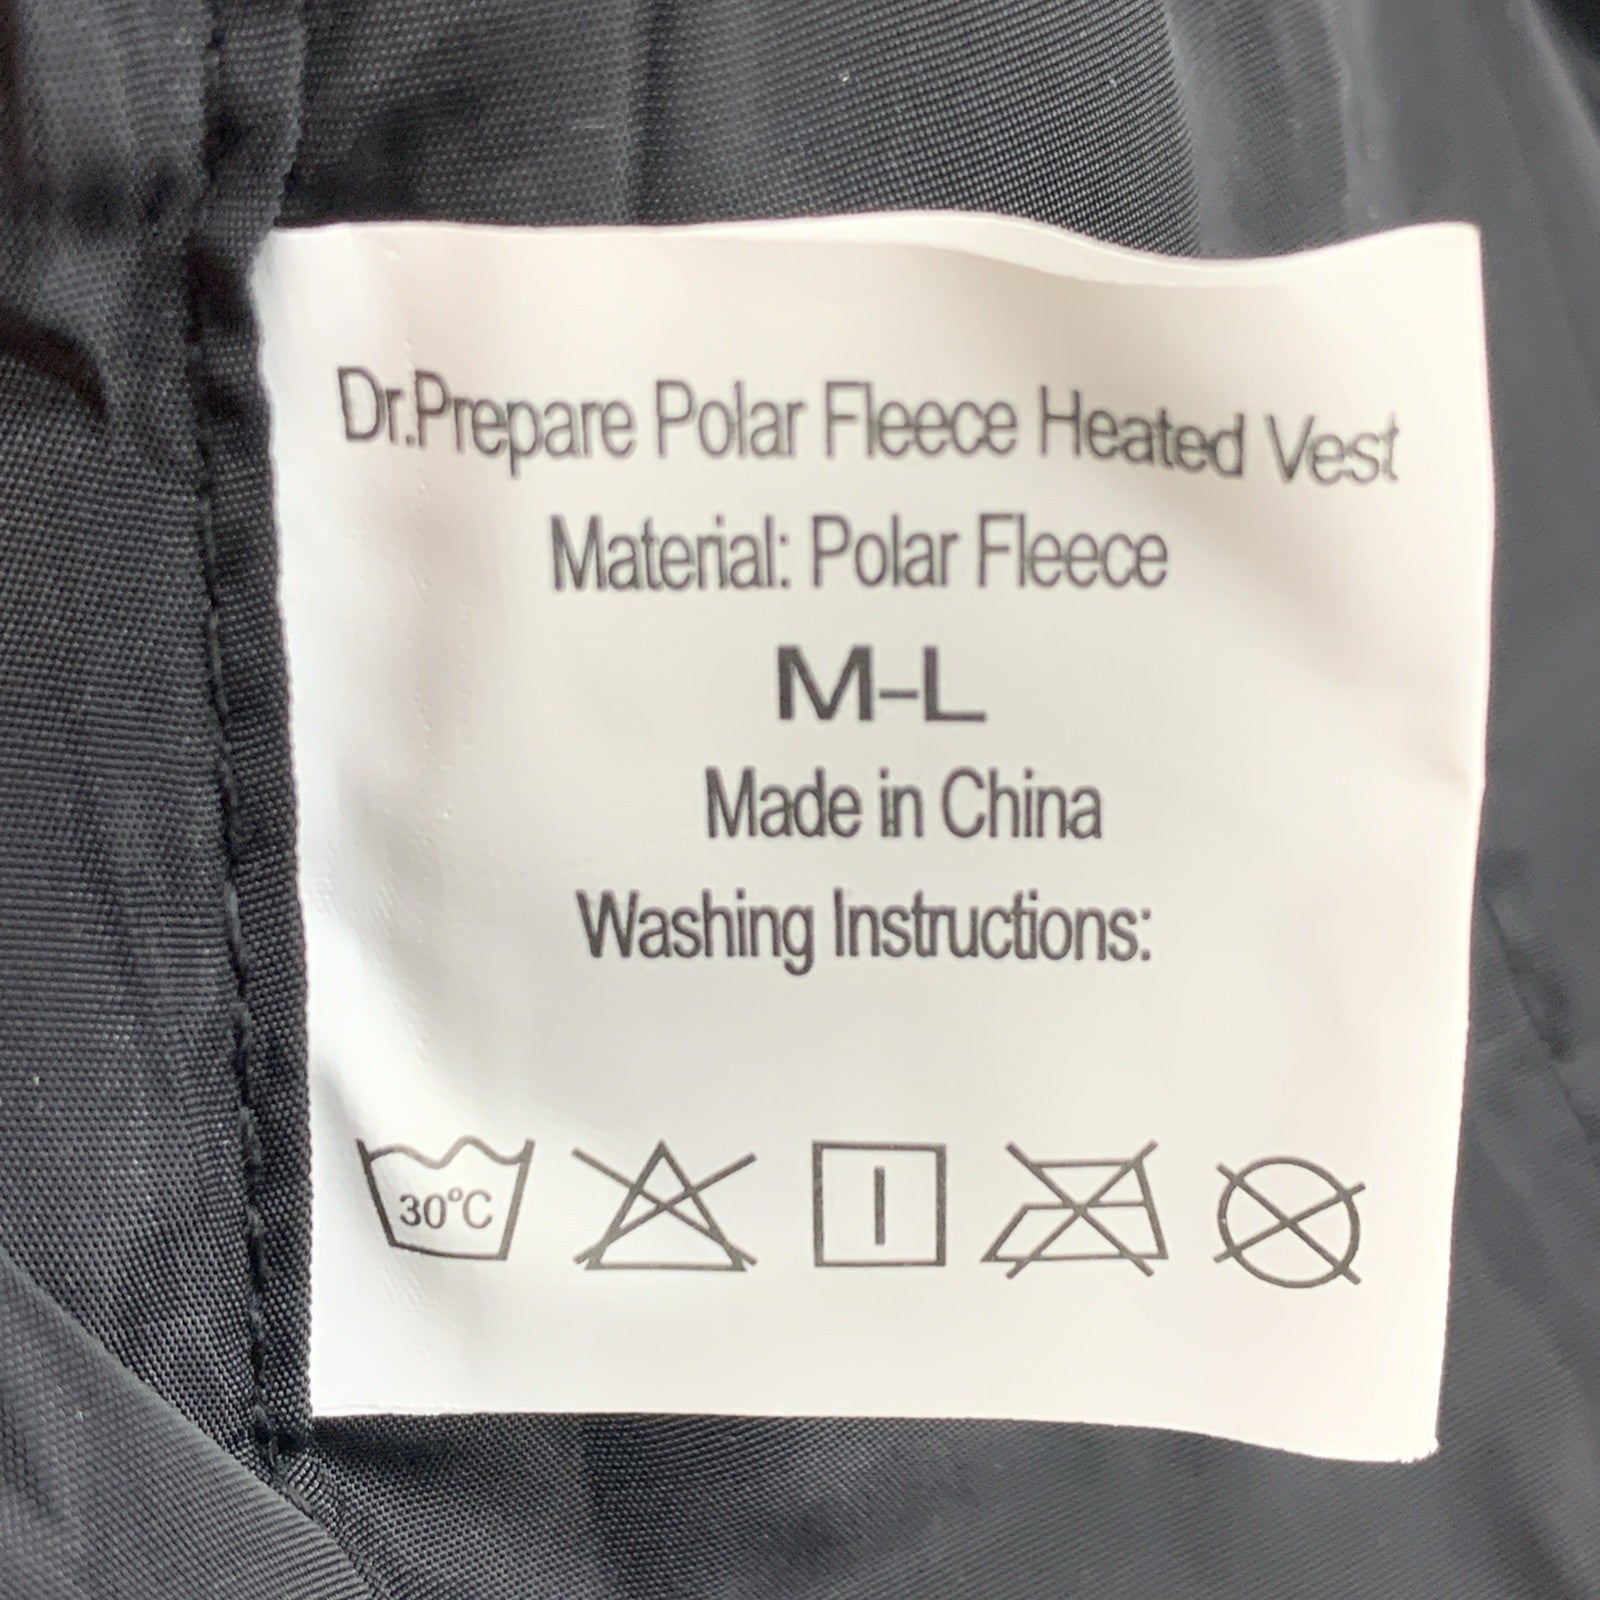 Dr.Prepare Polar Fleece Heated Vest
Material: Polar Fleece
M-L
Made in China
Washing Instructions:
30°C